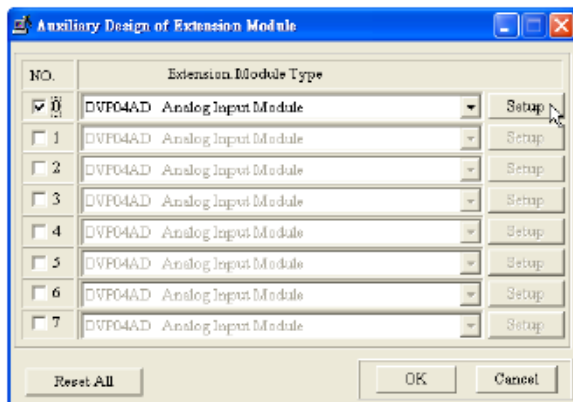 Auxiliary Design of Extension Module
NO. Extension Module Type
0 DVP04AD Analog Input Module Setup
1 DVP04AD Analog Input Module Setup
2 DVP04AD Analog Input Module Setup
3 DVP04AD Analog Input Module Setup
4 DVP04AD Analog Input Module Setup
5 DVP04AD Analog Input Module Setup
6 DVP04AD Analog Input Module Setup
7 DVP04AD Analog Input Module Setup
Reset All OK Cancel